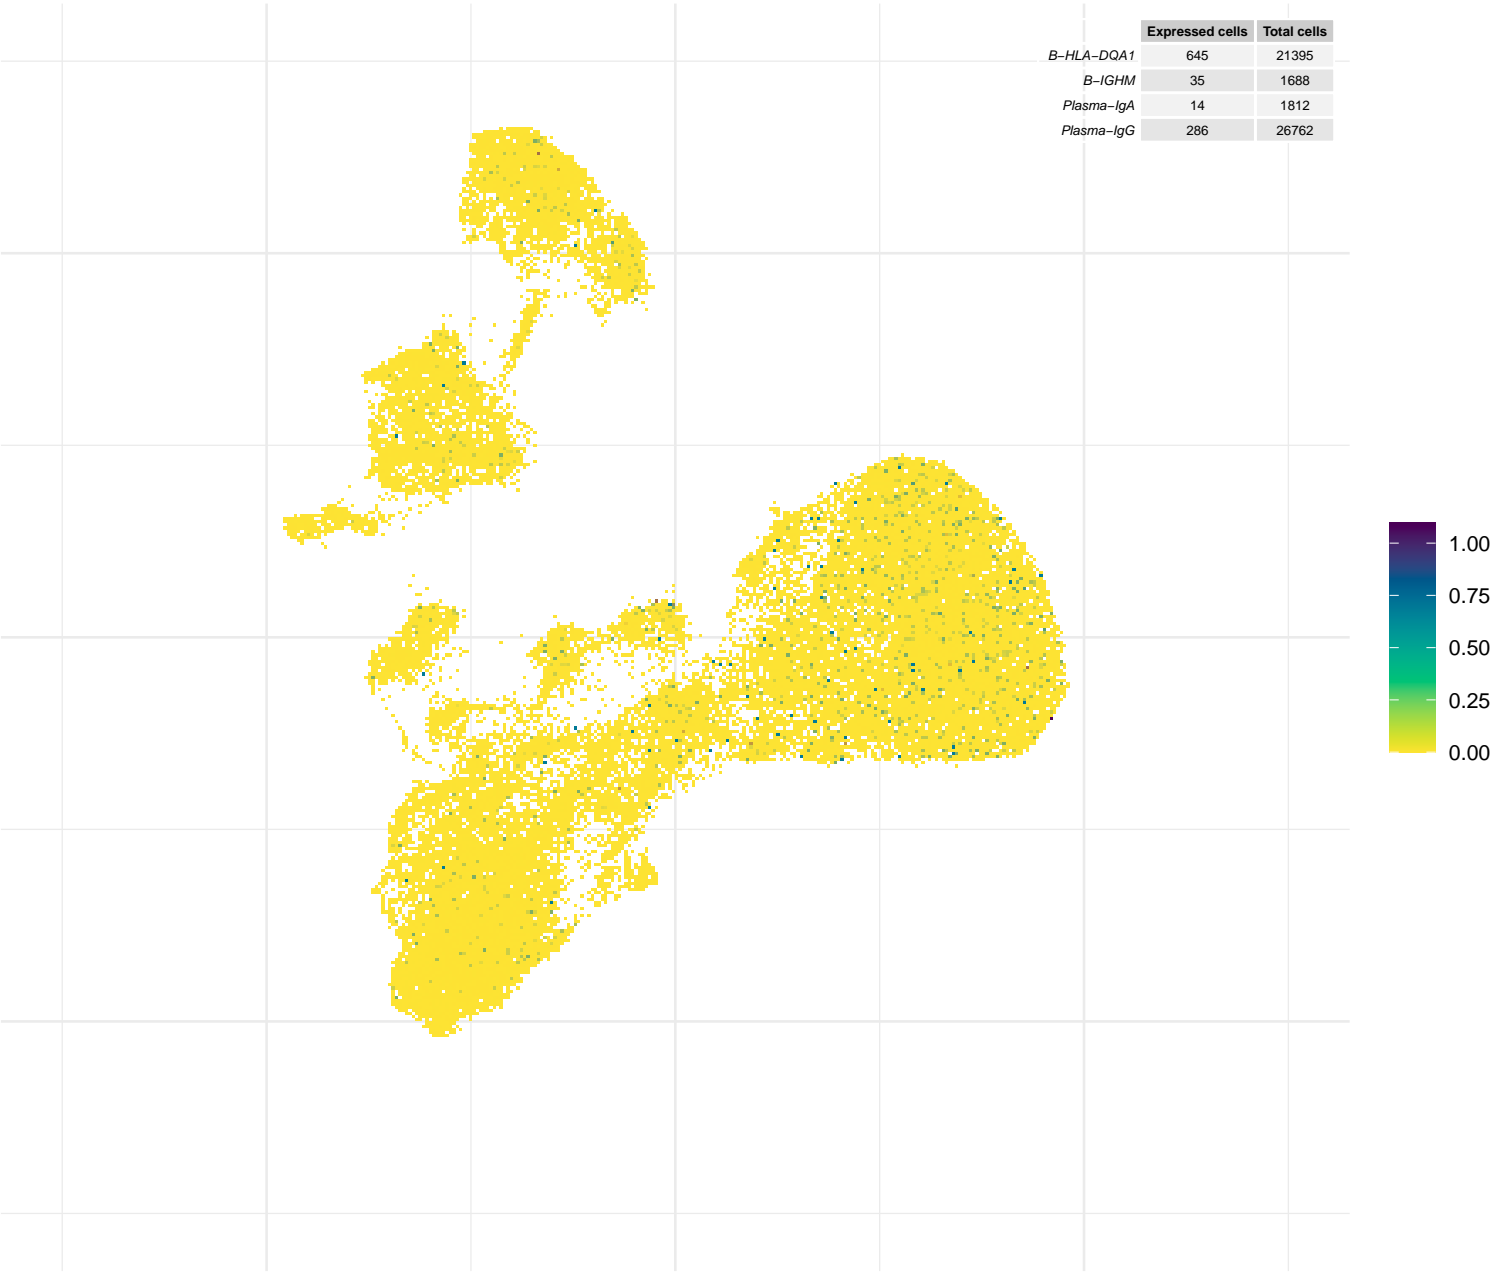 Expressed cells Total cells
B−HLA−DQA1 645 21395
B−IGHM 35 1688
Plasma−IgA 14 1812
Plasma−IgG 286 26762
1.00
0.75
0.50
0.25
0.00